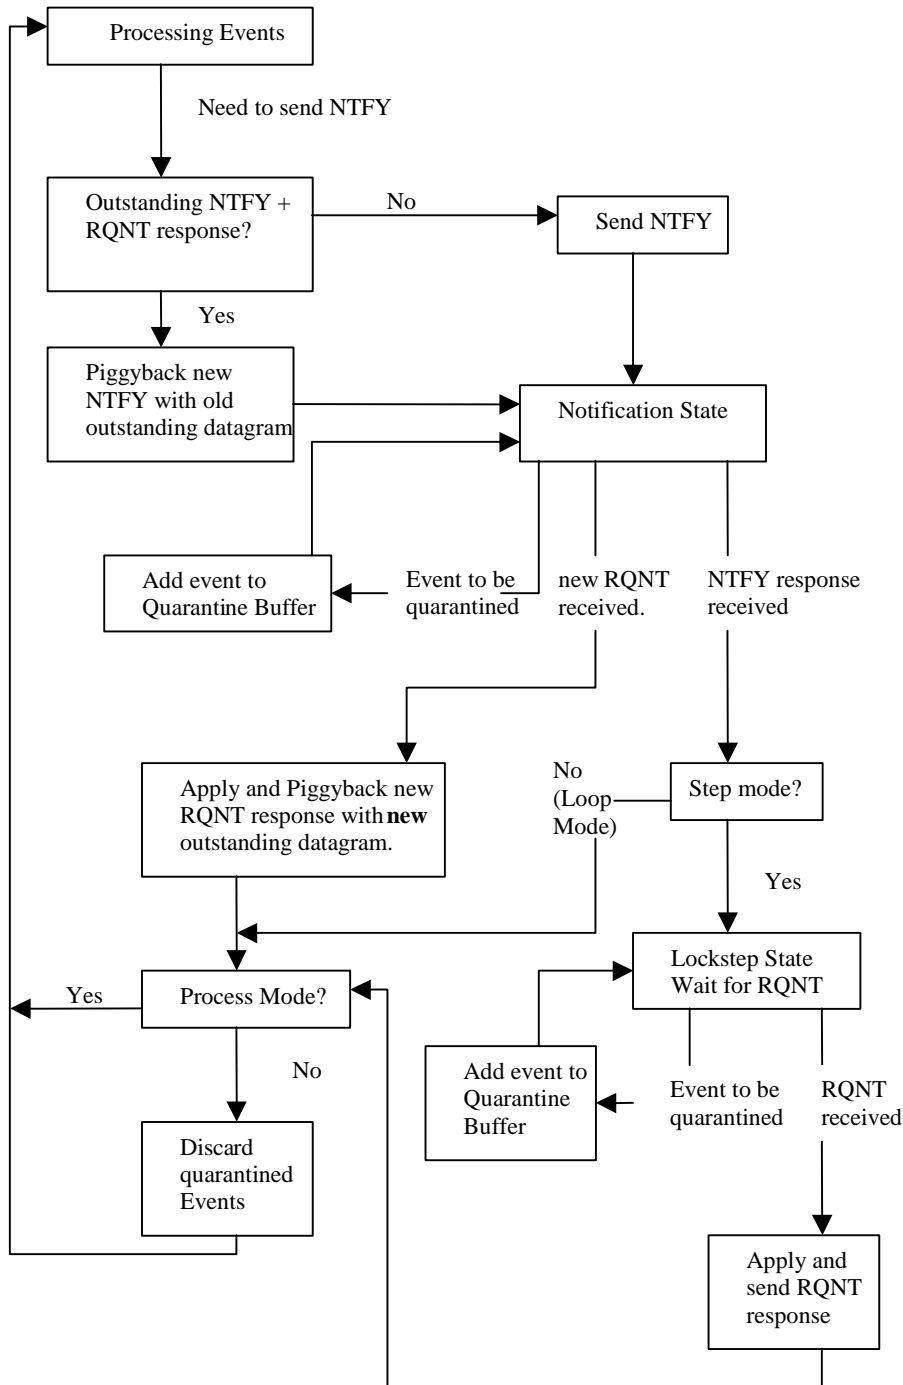 Processing Events
Need to send NTFY
Outstanding NTFY +
RQNT response?
No
Send NTFY
Yes
Piggyback new
NTFY with old
outstanding datagram
Notification State
Add event to
Quarantine Buffer
Event to be
quarantined
new RQNT
received.
NTFY response
received
Apply and Piggyback new
RQNT response with new
outstanding datagram.
No
(Loop
Mode)
Step mode?
Yes
Lockstep State
Wait for RQNT
Yes
Process Mode?
No
Add event to
Quarantine
Buffer
Event to be
quarantined
RQNT
received
Discard
quarantined
Events
Apply and
send RQNT
response